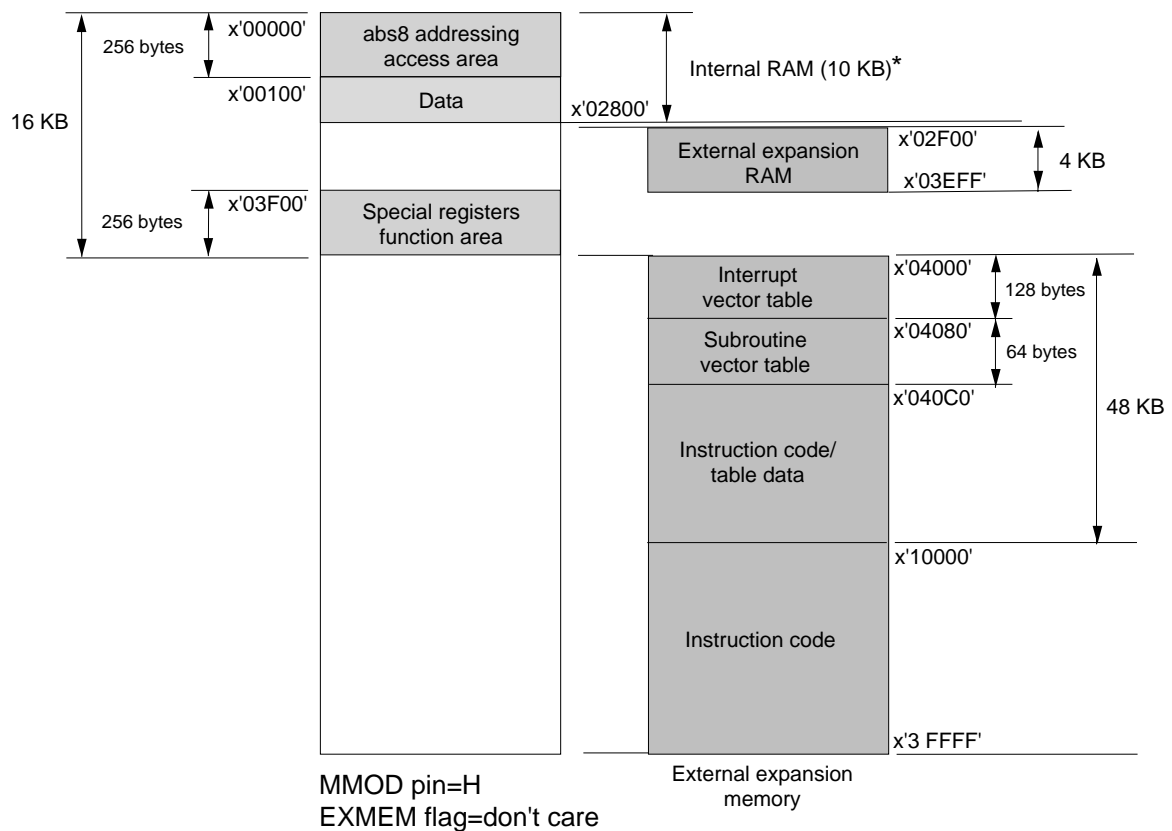 x'00000'
256 bytes
abs8 addressing
access area
Internal RAM (10 KB)*
x'00100'
Data
x'02800'
16 KB
x'02F00'
External expansion
RAM
4 KB
x'03EFF'
x'03F00'
256 bytes
Special registers
function area
Interrupt
vector table
x'04000'
128 bytes
Subroutine
vector table
x'04080'
64 bytes
x'040C0'
48 KB
Instruction code/
table data
x'10000'
Instruction code
x'3 FFFF'
MMOD pin=H
EXMEM flag=don't care
External expansion
memory